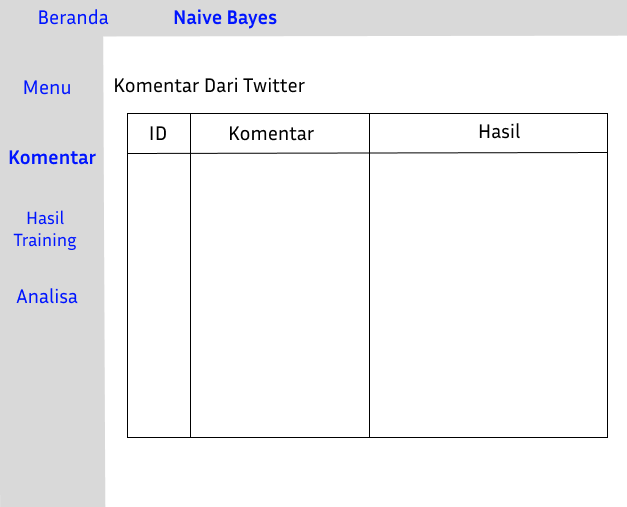 Beranda
Naive Bayes
Menu
Komentar
Hasil
Training
Analisa
Komentar Dari Twitter
ID
Komentar
Hasil